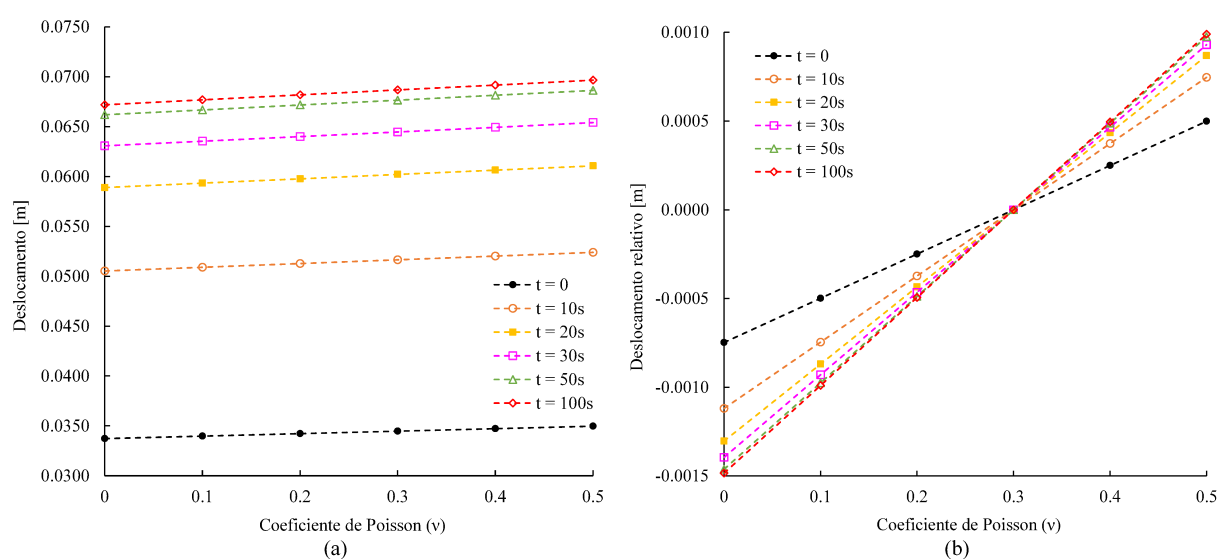 0.0750
0.0700
0.0650
0.0600
0.0550
0.0500
0.0450
0.0400
0.0350
0.0300
Deslocamento [m]
t = 0
t = 10s
t = 20s
t = 30s
t = 50s
t = 100s
0 0.1 0.2 0.3 0.4 0.5
Coeficiente de Poisson (ν)
(a)
0.0010
0.0005
0.0000
-0.0005
-0.0010
-0.0015
Deslocamento relativo [m]
t = 0
t = 10s
t = 20s
t = 30s
t = 50s
t = 100s
0 0.1 0.2 0.3 0.4 0.5
Coeficiente de Poisson (ν)
(b)